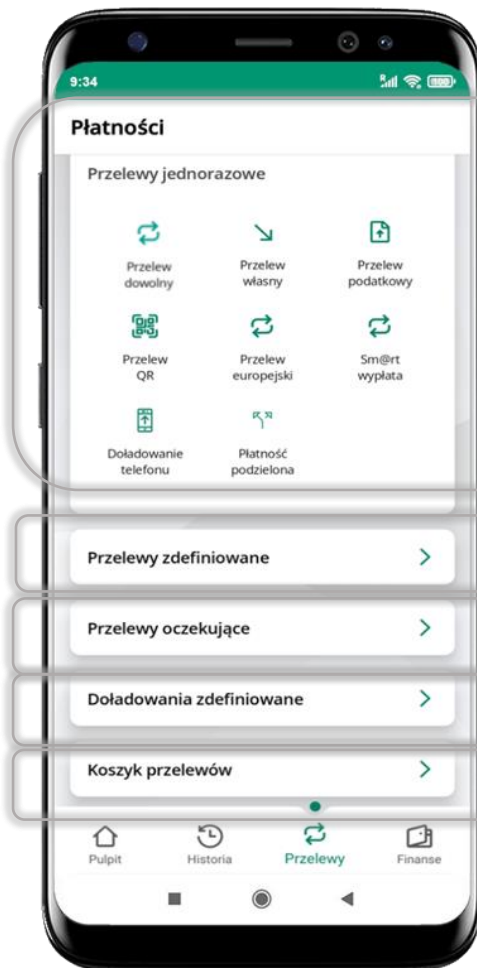 9:34
Płatności
Przelewy jednorazowe
Przelew
dowolny
Przelew
własny
Przelew
podatkowy
Przelew
QR
Przelew
europejski
Sm@rt
wypłata
Doładowanie
telefonu
Płatność
podzielona
Przelewy zdefiniowane
Przelewy oczekujące
Doładowania zdefiniowane
Koszyk przelewów
Pulpit
Historia
Przelewy
Finanse